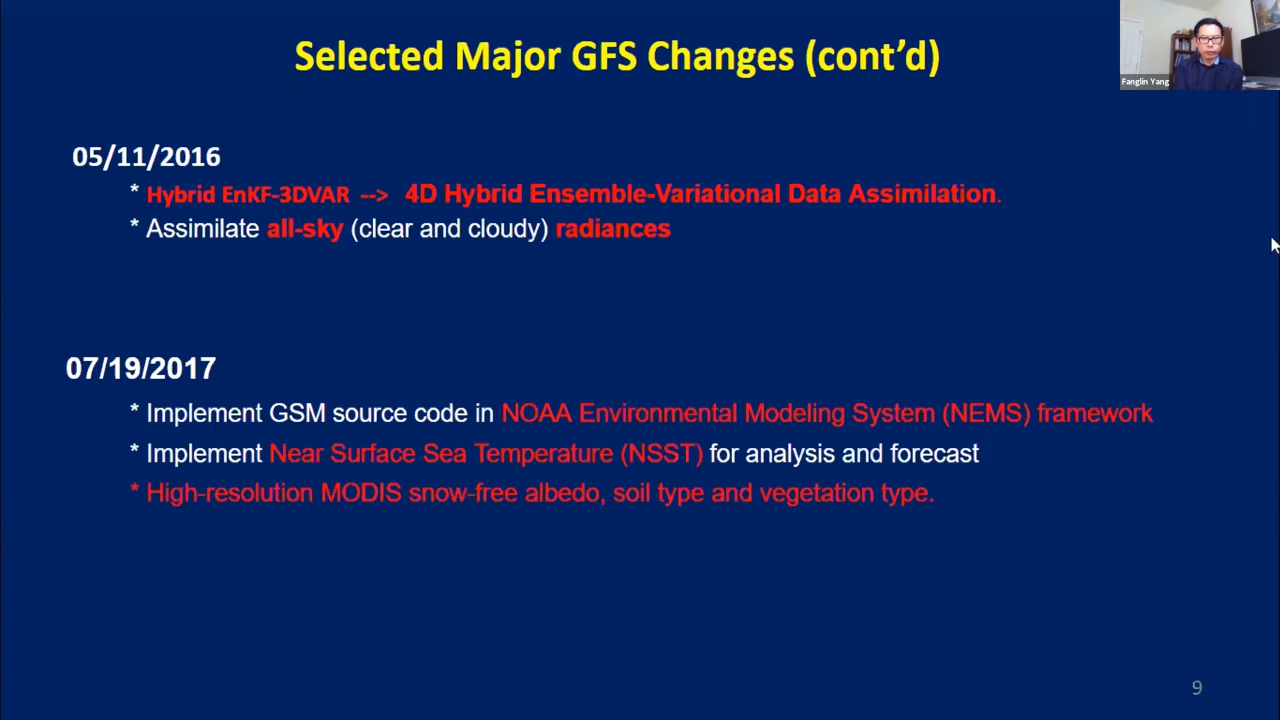 Selected Major GFS Changes (cont’d)
Fanglin Yang
05/11/2016
* Hybrid EnKF-3DVAR --> 4D Hybrid Ensemble-Variational Data Assimilation.
* Assimilate all-sky (clear and cloudy) radiances
07/19/2017
* Implement GSM source code in NOAA Environmental Modeling System (NEMS) framework
* Implement Near Surface Sea Temperature (NSST) for analysis and forecast
* High-resolution MODIS snow-free albedo, soil type and vegetation type.
9